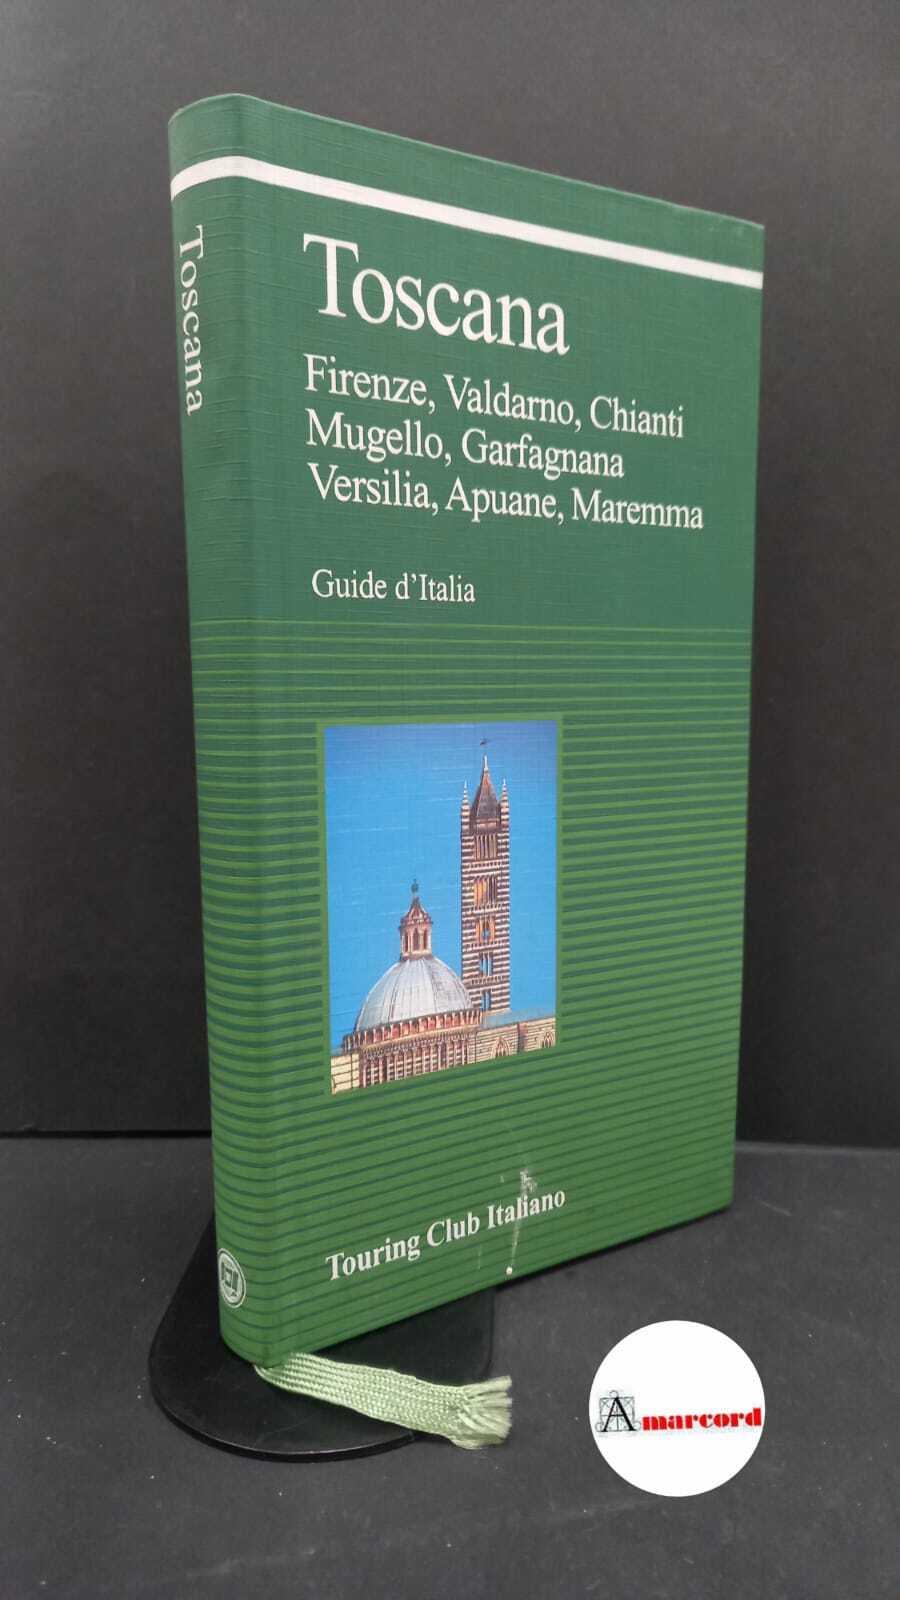 Toscana
Toscana
Firenze, Valdarno, Chianti
Mugello, Garfagnana
Versilia, Apuane, Maremma
Guide d'Italia
Touring Club Italiano
Amarcord